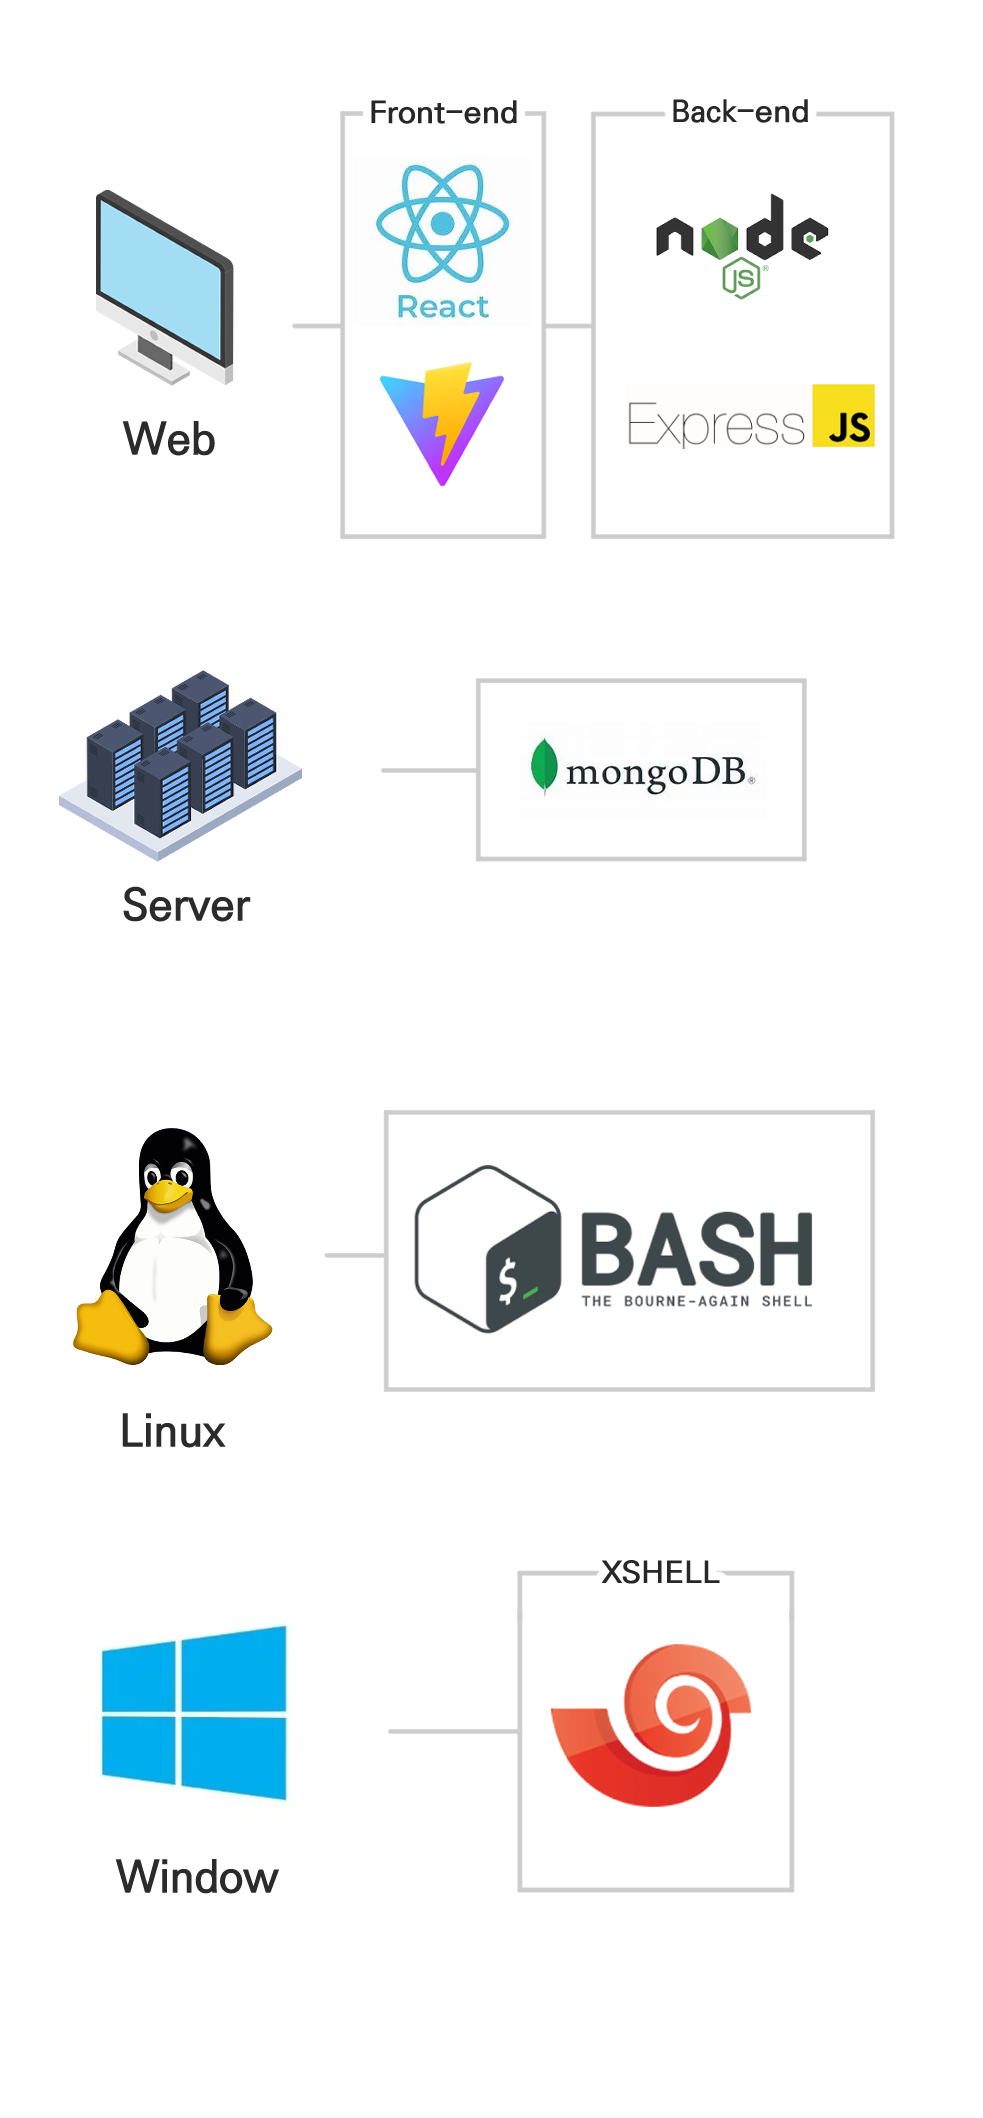 Front-end
Back-end
React
node
JS
®
Express JS
Web
mongoDB®
Server
$_
BASH
THE BOURNE-AGAIN SHELL
Linux
XSHELL
Window